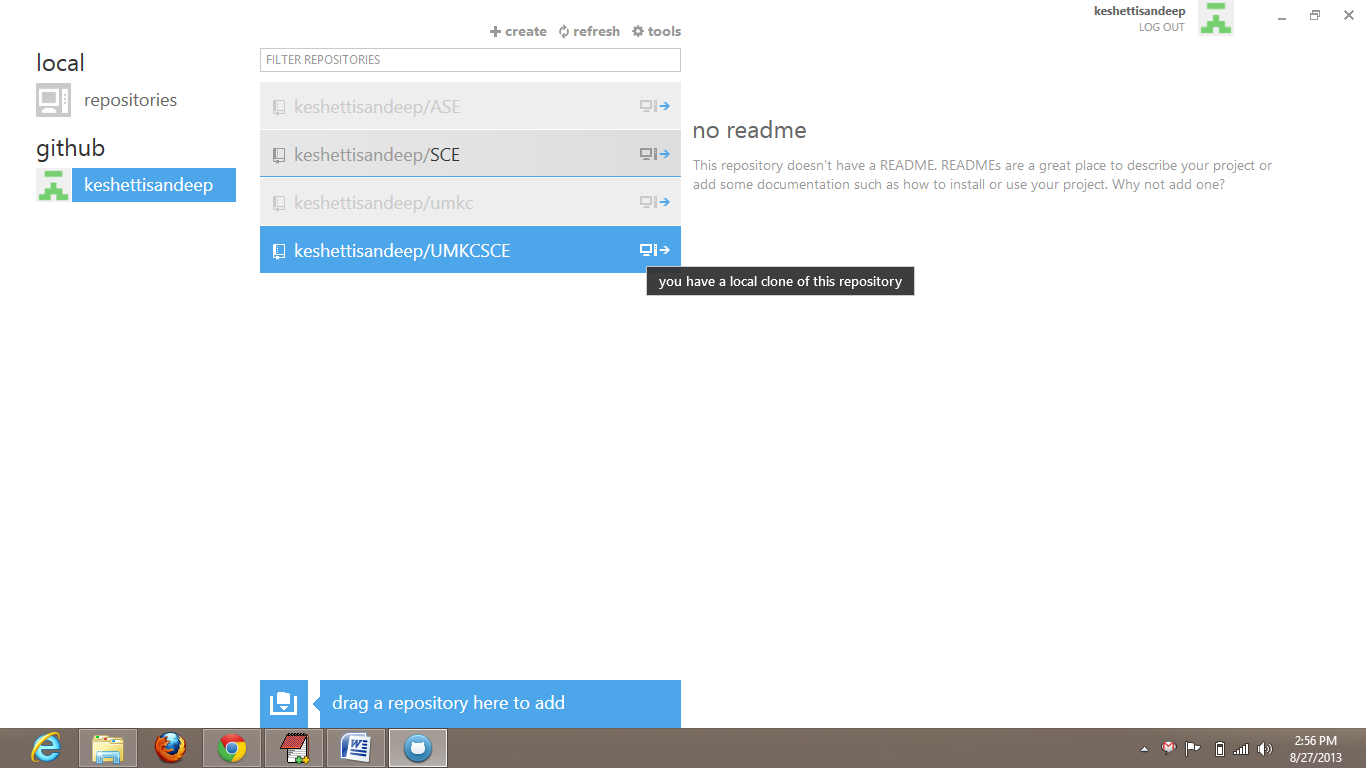 keshettisandeep
LOG OUT
create refresh tools
local
FILTER REPOSITORIES
repositories
github
keshettisandeep
keshettisandeep/ASE
keshettisandeep/SCE
keshettisandeep/umkc
keshettisandeep/UMKCSCE
you have a local clone of this repository
no readme
This repository doesn't have a README. READMEs are a great place to describe your project or
add some documentation such as how to install or use your project. Why not add one?
drag a repository here to add
2:56 PM
8/27/2013